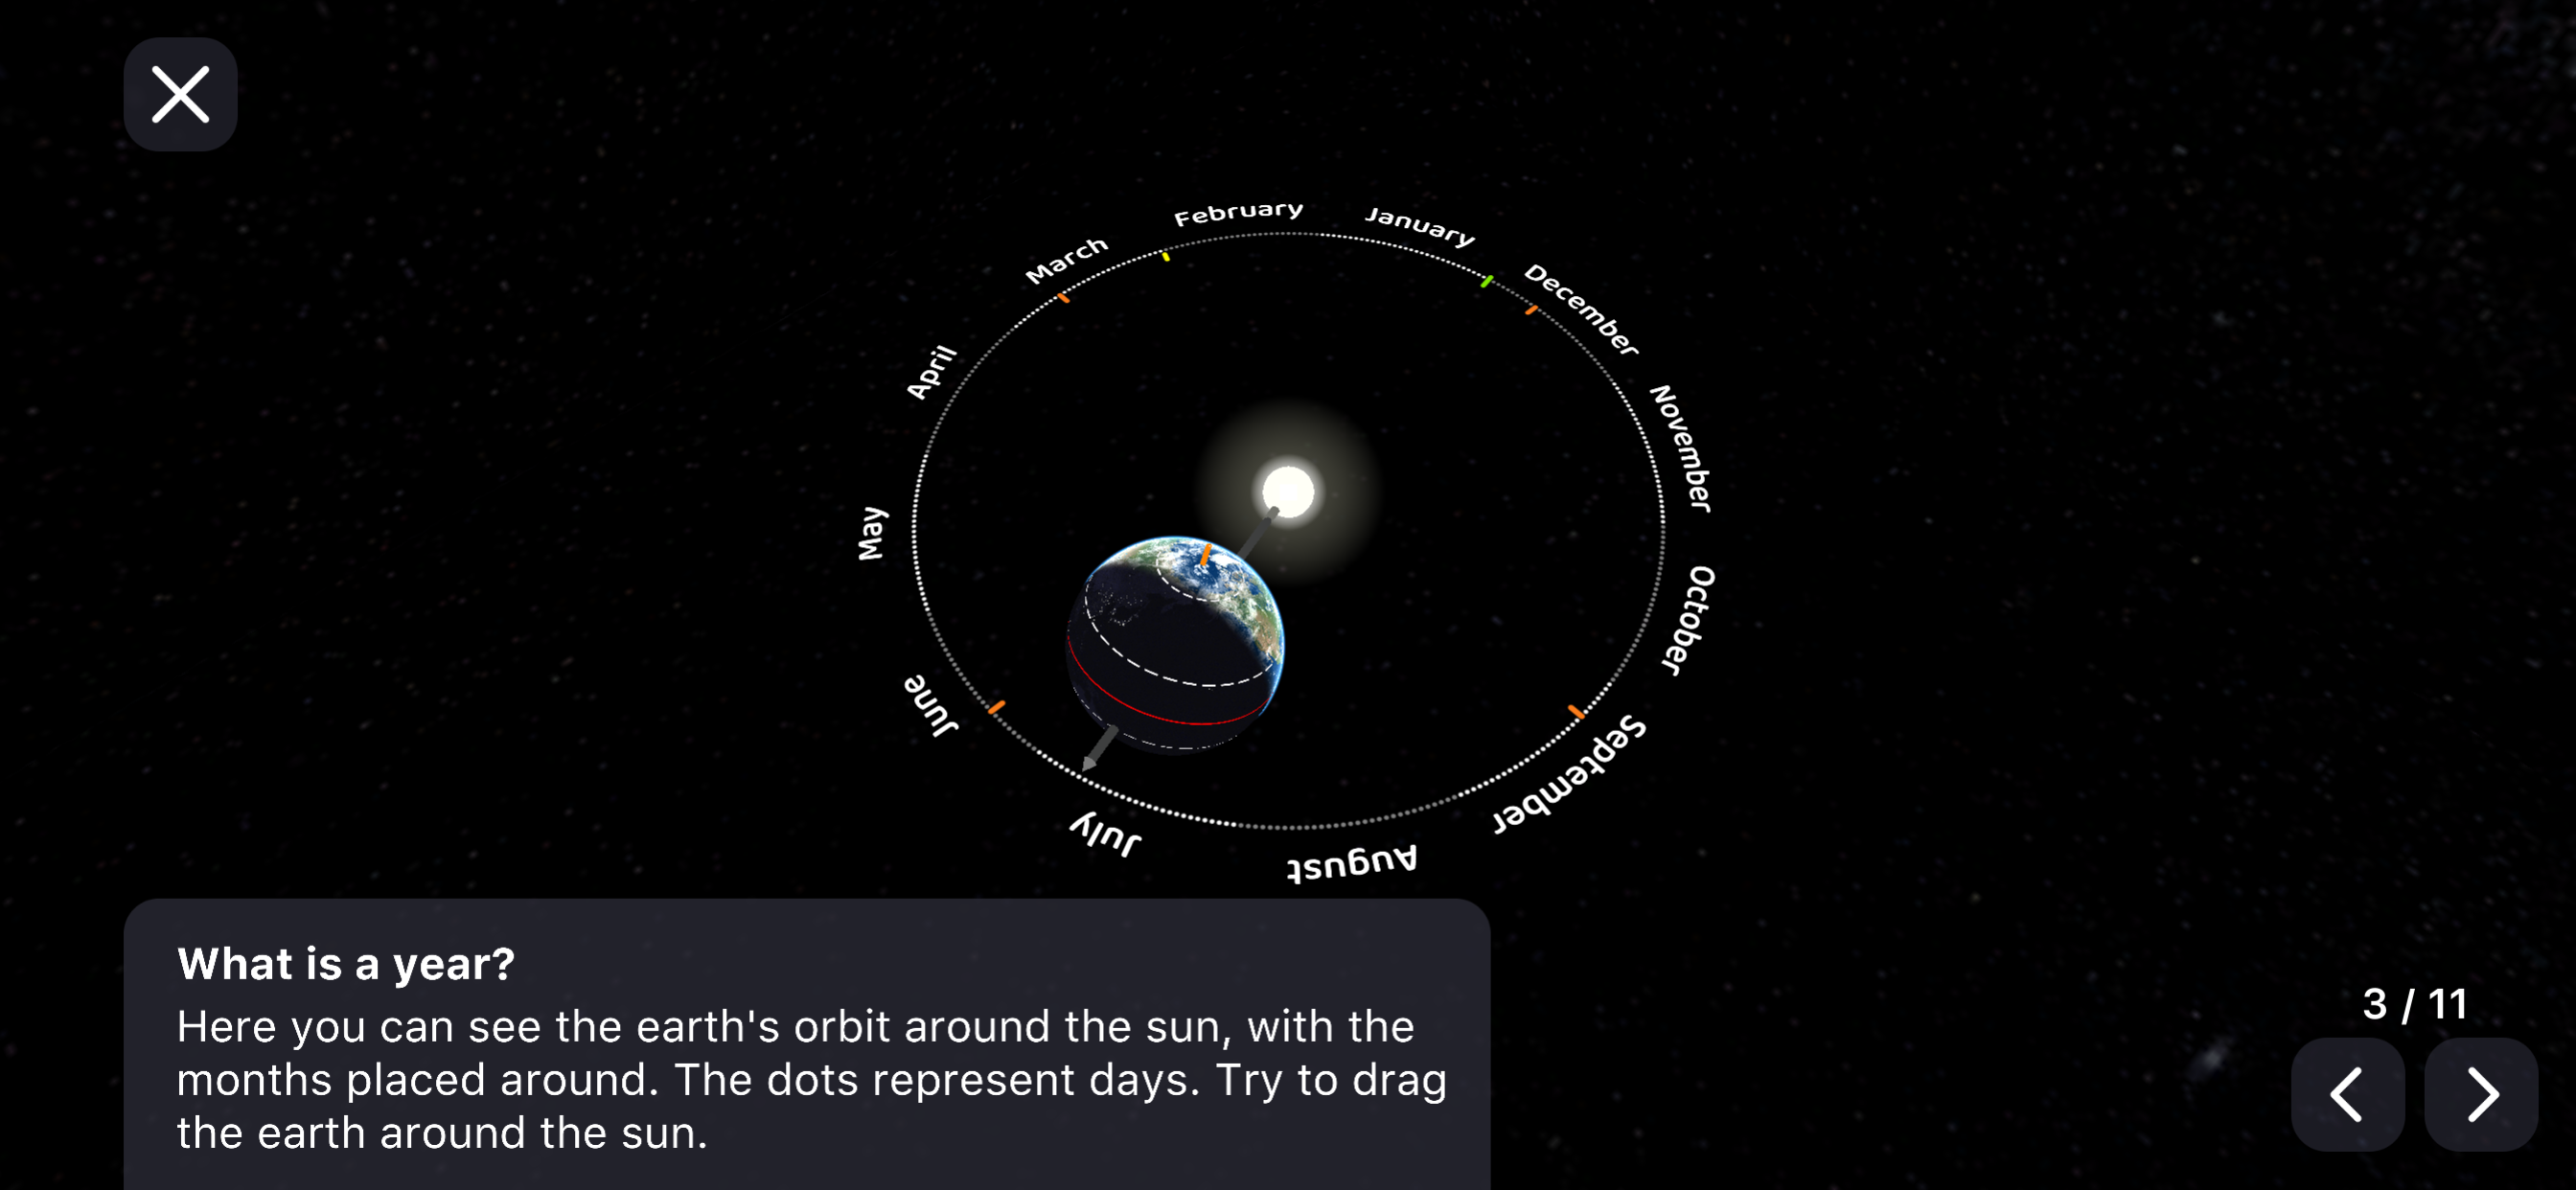 February
January
March
December
April
November
May
October
June
September
July
August
What is a year?
Here you can see the earth's orbit around the sun, with the
months placed around. The dots represent days. Try to drag
the earth around the sun.
3 / 11